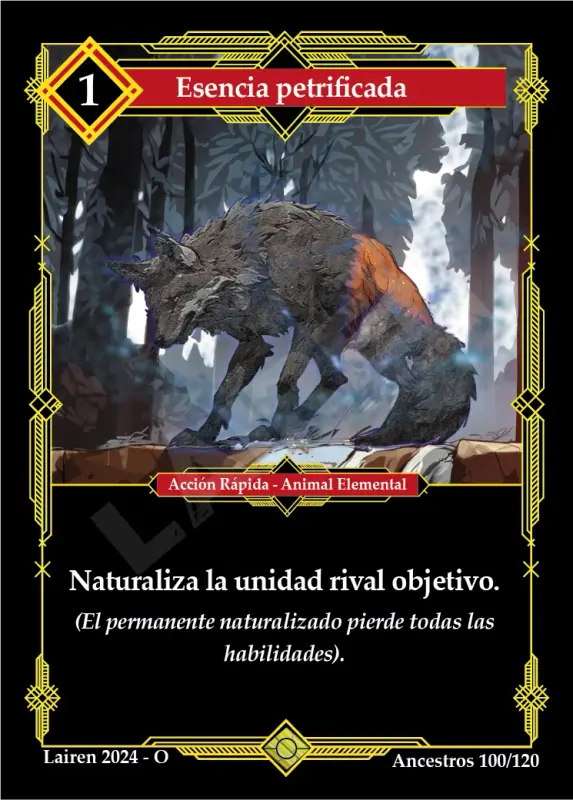 1
Esencia petrificada
Acción Rápida - Animal Elemental
Naturaliza la unidad rival objetivo.
(El permanente naturalizado pierde todas las
habilidades).
Lairen 2024 - O
Ancestros 100/120